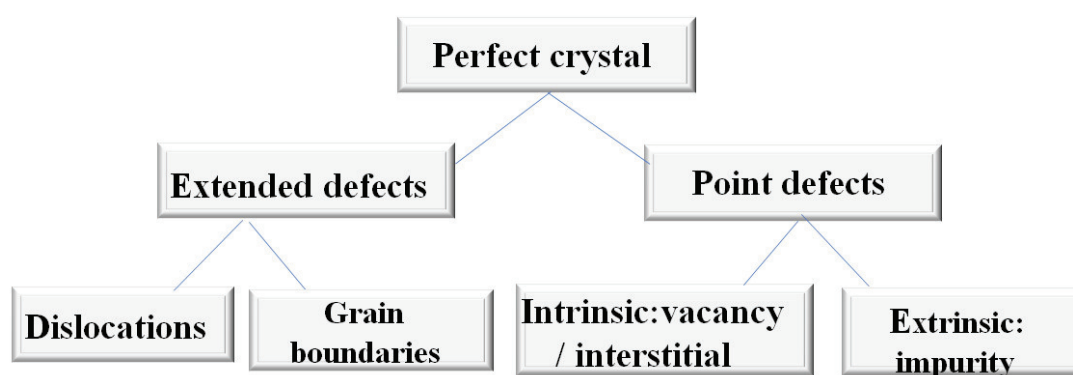 Perfect crystal
Extended defects
Point defects
Dislocations
Grain
boundaries
Intrinsic:vacancy
/ interstitial
Extrinsic:
impurity